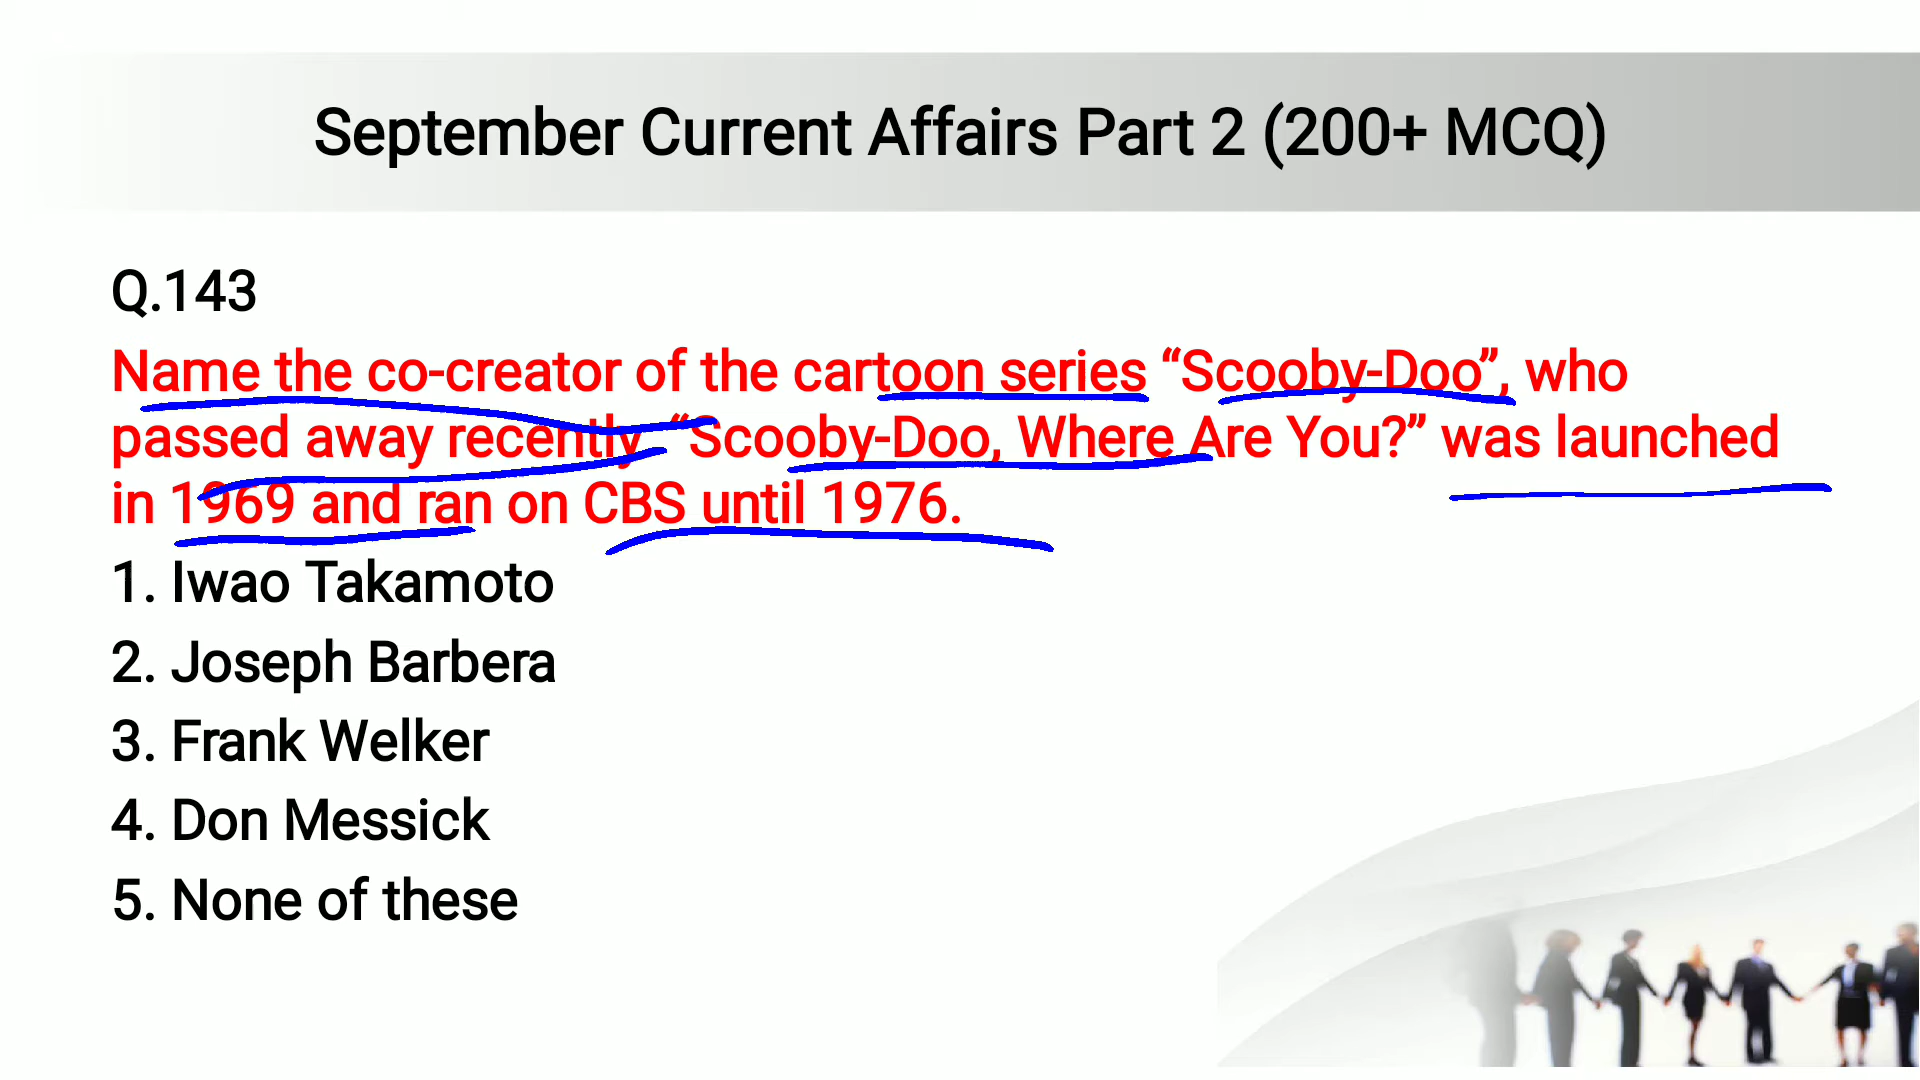 September Current Affairs Part 2 (200+ MCQ)
Q.143
Name the co-creator of the cartoon series “Scooby-Doo”, who
passed away recently “Scooby-Doo, Where Are You?” was launched
in 1969 and ran on CBS until 1976.
1. Iwao Takamoto
2. Joseph Barbera
3. Frank Welker
4. Don Messick
5. None of these